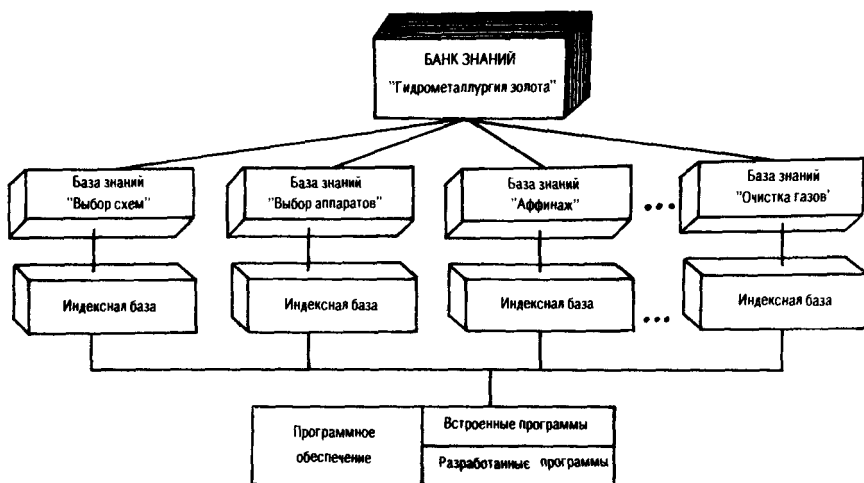 БАНК ЗНАНИЙ
"Гидрометаллургия золота"
База знаний
"Выбор схем"
База знаний
"Выбор аппаратов"
База знаний
"Аффинаж"
...
База знаний
"Очистка газов'
Индексная база
Индексная база
Индексная база
...
Индексная база
Программное
обеспечение
Встроенные программы
Разработанные программы